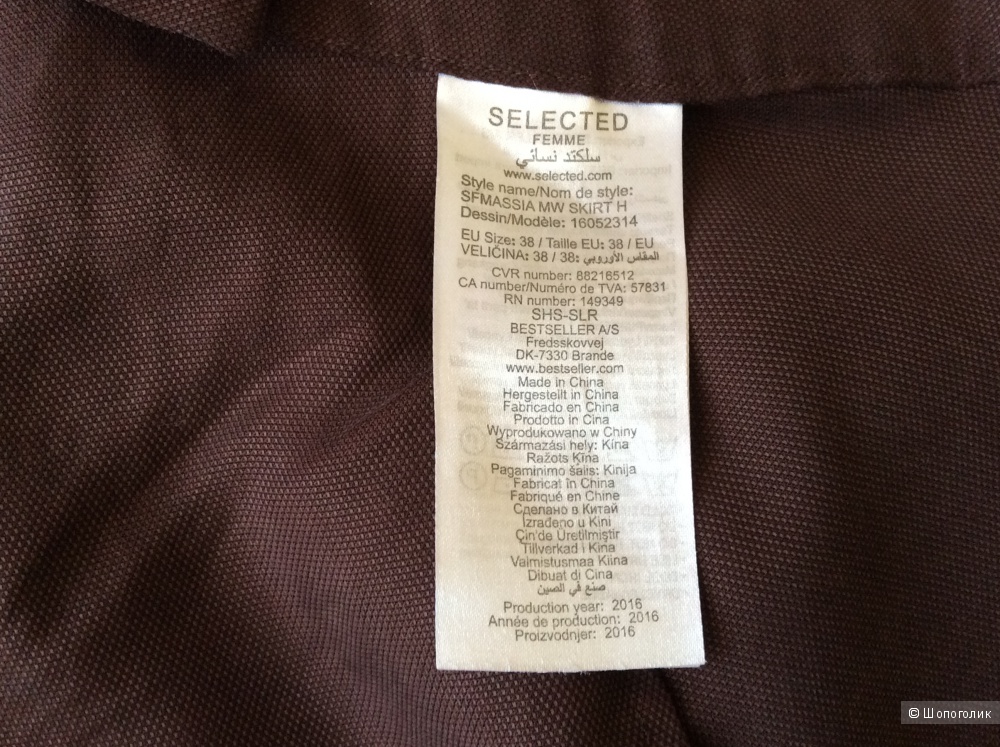 SELECTED
FEMME
سلكتد نسائي
www.selected.com
Style name/Nom de style:
SFMASSIA MW SKIRT H
Dessin/Modèle: 16052314
EU Size: 38 / Taille EU: 38 / EU
VELIČINA: 38 / 38: المقاس الأوروبي
CVR number: 88216512
CA number/Numéro de TVA: 57831
RN number: 149349
SHS-SLR
BESTSELLER A/S
Fredsskovvej
DK-7330 Brande
www.bestseller.com
Made in China
Hergestellt in China
Fabricado en China
Prodotto in Cina
Wyprodukowano w Chiny
Származási hely: Kína
Ražots Ķīna
Pagaminimo šalis: Kinija
Fabricat în China
Fabriqué en Chine
Сделано в Китай
Izrađeno u Kini
Çin'de Üretilmiştir
Tillverkad i Kina
Valmistusmaa Kiina
Dibuat di Cina
صنع في الصين
Production year: 2016
Année de production: 2016
Proizvodnjer: 2016
© Шопоголик